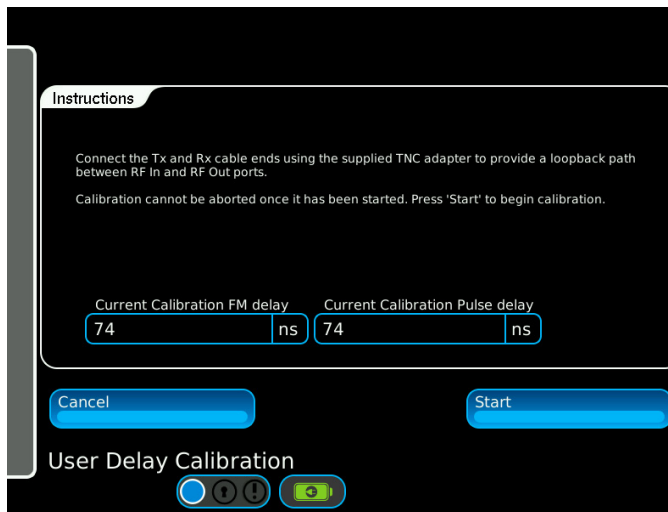 Instructions
Connect the Tx and Rx cable ends using the supplied TNC adapter to provide a loopback path
between RF In and RF Out ports.
Calibration cannot be aborted once it has been started. Press 'Start' to begin calibration.
Current Calibration FM delay
Current Calibration Pulse delay
74 ns
74 ns
Cancel
Start
User Delay Calibration